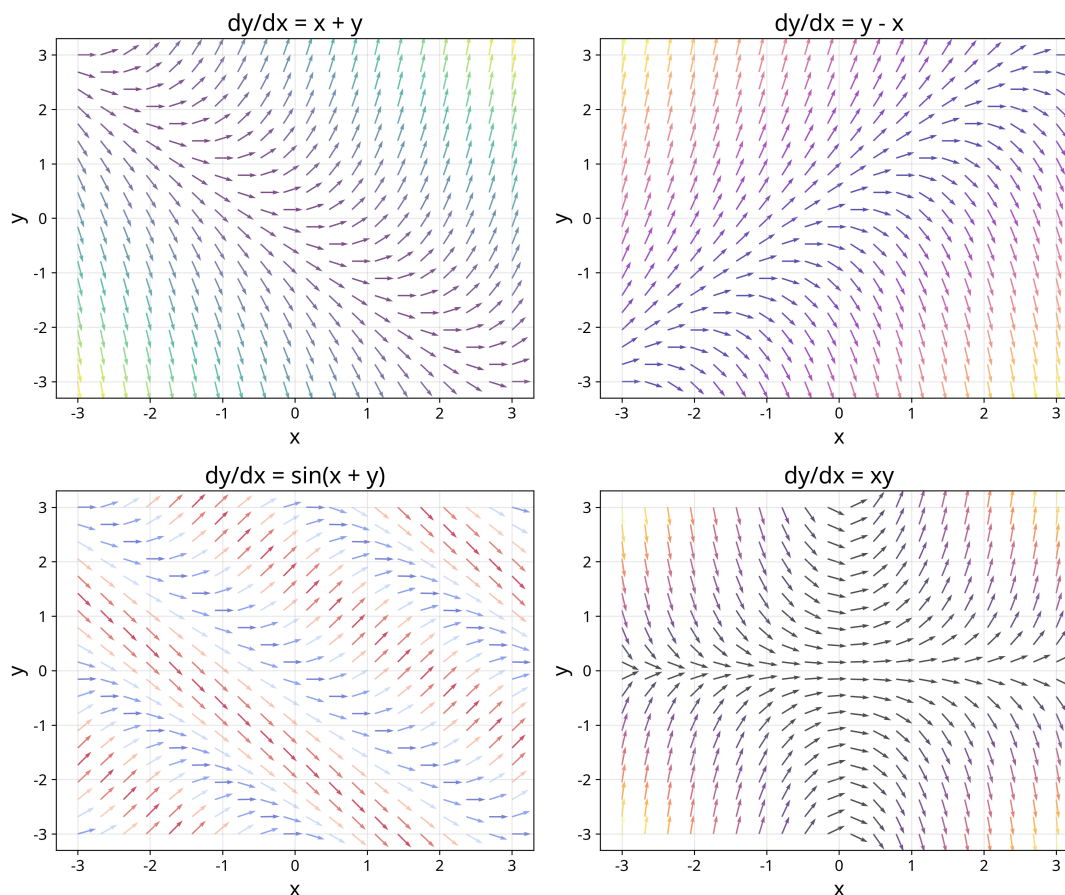 dy/dx = x + y
3
2
1
0
-1
-2
-3
y
-3 -2 -1 0 1 2 3
x
dy/dx = y - x
3
2
1
0
-1
-2
-3
y
-3 -2 -1 0 1 2 3
x
dy/dx = sin(x + y)
3
2
1
0
-1
-2
-3
y
-3 -2 -1 0 1 2 3
x
dy/dx = xy
3
2
1
0
-1
-2
-3
y
-3 -2 -1 0 1 2 3
x